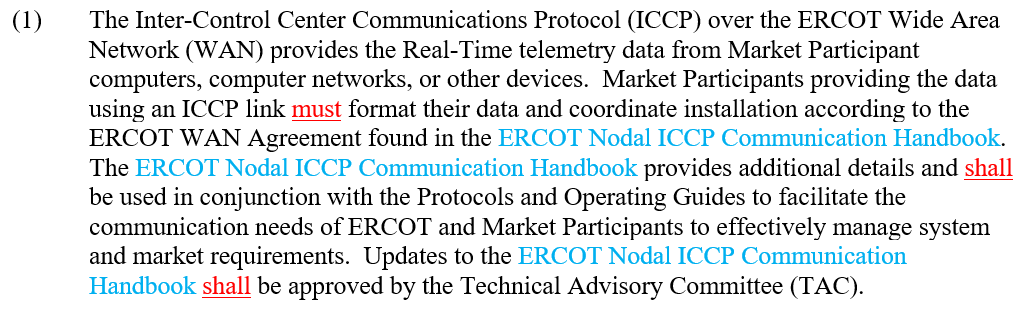 (1) The Inter-Control Center Communications Protocol (ICCP) over the ERCOT Wide Area
Network (WAN) provides the Real-Time telemetry data from Market Participant
computers, computer networks, or other devices.  Market Participants providing the data
using an ICCP link must format their data and coordinate installation according to the
ERCOT WAN Agreement found in the ERCOT Nodal ICCP Communication Handbook.
The ERCOT Nodal ICCP Communication Handbook provides additional details and shall
be used in conjunction with the Protocols and Operating Guides to facilitate the
communication needs of ERCOT and Market Participants to effectively manage system
and market requirements.  Updates to the ERCOT Nodal ICCP Communication
Handbook shall be approved by the Technical Advisory Committee (TAC).